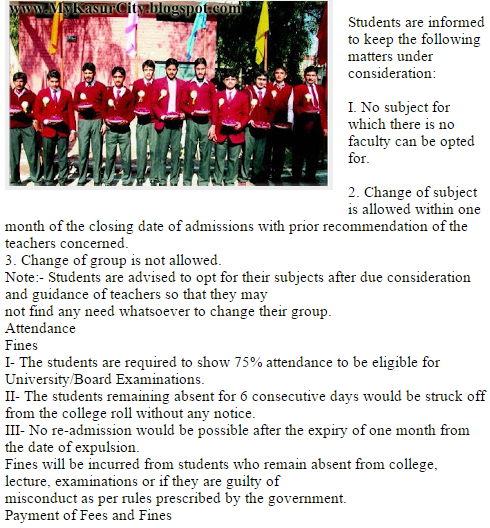 www.MyKasurCity.blogspot.com
Students are informed
to keep the following
matters under
consideration:
I. No subject for
which there is no
faculty can be opted
for.
2. Change of subject
is allowed within one
month of the closing date of admissions with prior recommendation of the
teachers concerned.
3. Change of group is not allowed.
Note:- Students are advised to opt for their subjects after due consideration
and guidance of teachers so that they may
not find any need whatsoever to change their group.
Attendance
Fines
I- The students are required to show 75% attendance to be eligible for
University/Board Examinations.
II- The students remaining absent for 6 consecutive days would be struck off
from the college roll without any notice.
III- No re-admission would be possible after the expiry of one month from
the date of expulsion.
Fines will be incurred from students who remain absent from college,
lecture, examinations or if they are guilty of
misconduct as per rules prescribed by the government.
Payment of Fees and Fines